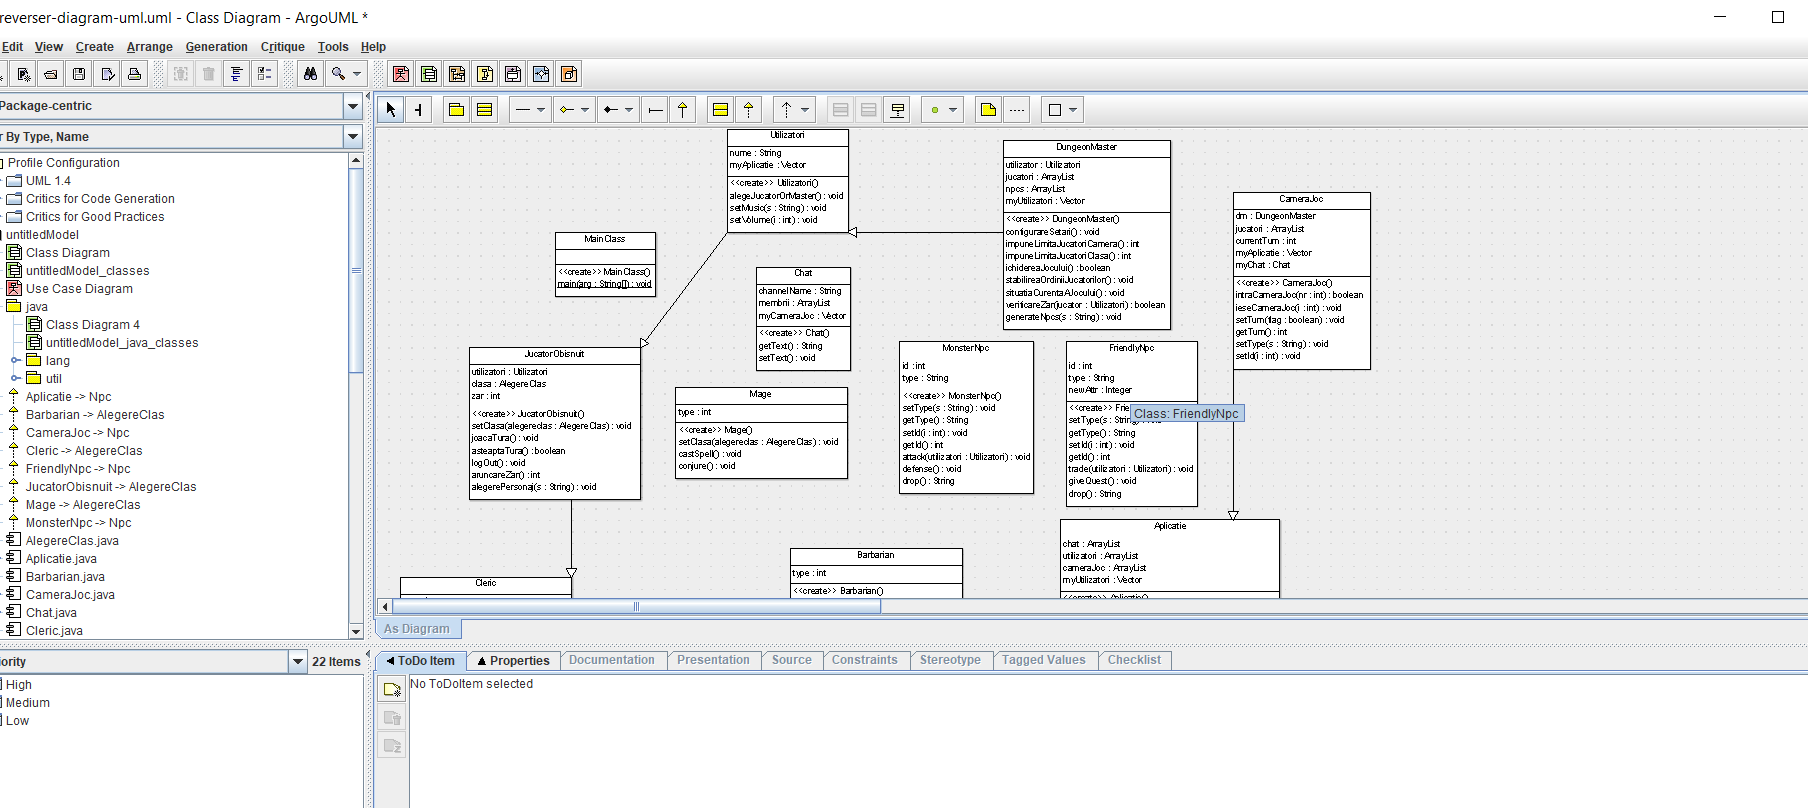 reverser-diagram-uml.uml - Class Diagram - ArgoUML *
Edit View Create Arrange Generation Critique Tools Help
Package-centric
By Type, Name
Profile Configuration
UML 1.4
Critics for Code Generation
Critics for Good Practices
untitledModel
Class Diagram
untitledModel_classes
Use Case Diagram
java
Class Diagram 4
untitledModel_java_classes
lang
util
Aplicatie -> Npc
Barbarian -> AlegereClas
CameraJoc -> Npc
Cleric -> AlegereClas
FriendlyNpc -> Npc
JucatorObisnuit -> AlegereClas
Mage -> AlegereClas
MonsterNpc -> Npc
AlegereClas.java
Aplicatie.java
Barbarian.java
CameraJoc.java
Chat.java
Cleric.java
Utilizatori
nume : String
myAplicatie : Vector
<<create>> Utilizatori()
alegeJucatorOrMaster() : void
setMusic(s : String) : void
setVolume(i : int) : void
DungeonMaster
utilizator : Utilizatori
jucatori : ArrayList
npcs : ArrayList
myUtilizatori : Vector
<<create>> DungeonMaster()
configurareSetari() : void
impuneLimitaJucatoriCamera() : int
impuneLimitaJucatoriClasa() : int
ichidereaJocului() : boolean
stabilireaOrdiniiJucatorilor() : void
situatiaCurentaAJocului() : void
verificareZar(jucator : Utilizatori) : boolean
generateNpcs(s : String) : void
CameraJoc
dm : DungeonMaster
jucatori : ArrayList
currentTurn : int
myAplicatie : Vector
myChat : Chat
<<create>> CameraJoc()
intraCameraJoc(nr : int) : boolean
ieseCameraJoc(i : int) : void
setTurn(flag : boolean) : void
getTurn() : int
setType(s : String) : void
setId(i : int) : void
MainClass
<<create>> MainClass()
main(arg : String[]) : void
Chat
channelName : String
membrii : ArrayList
myCameraJoc : Vector
<<create>> Chat()
getText() : String
setText() : void
JucatorObisnuit
utilizatori : Utilizatori
clasa : AlegereClas
zar : int
<<create>> JucatorObisnuit()
setClasa(alegereclas : AlegereClas) : void
joacaTura() : void
asteaptaTura() : boolean
logOut() : void
aruncareZar() : int
alegerePersonaj(s : String) : void
Mage
type : int
<<create>> Mage()
setClasa(alegereclas : AlegereClas) : void
castSpell() : void
conjure() : void
MonsterNpc
id : int
type : String
<<create>> MonsterNpc()
setType(s : String) : void
getType() : String
setId(i : int) : void
getId() : int
attack(utilizatori : Utilizatori) : void
defense() : void
drop() : String
FriendlyNpc
id : int
type : String
newAttr : Integer
<<create>> Frie
Class: FriendlyNpc
setType(s : String) : void
getType() : String
setId(i : int) : void
getId() : int
trade(utilizatori : Utilizatori) : void
giveQuest() : void
drop() : String
Aplicatie
chat : ArrayList
utilizatori : ArrayList
cameraJoc : ArrayList
myUtilizatori : Vector
<<create>> Aplicatie()
Barbarian
type : int
<<create>> Barbarian()
Cleric
As Diagram
iority
22 Items
High
Medium
Low
ToDo Item Properties Documentation Presentation Source Constraints Stereotype Tagged Values Checklist
No ToDoItem selected